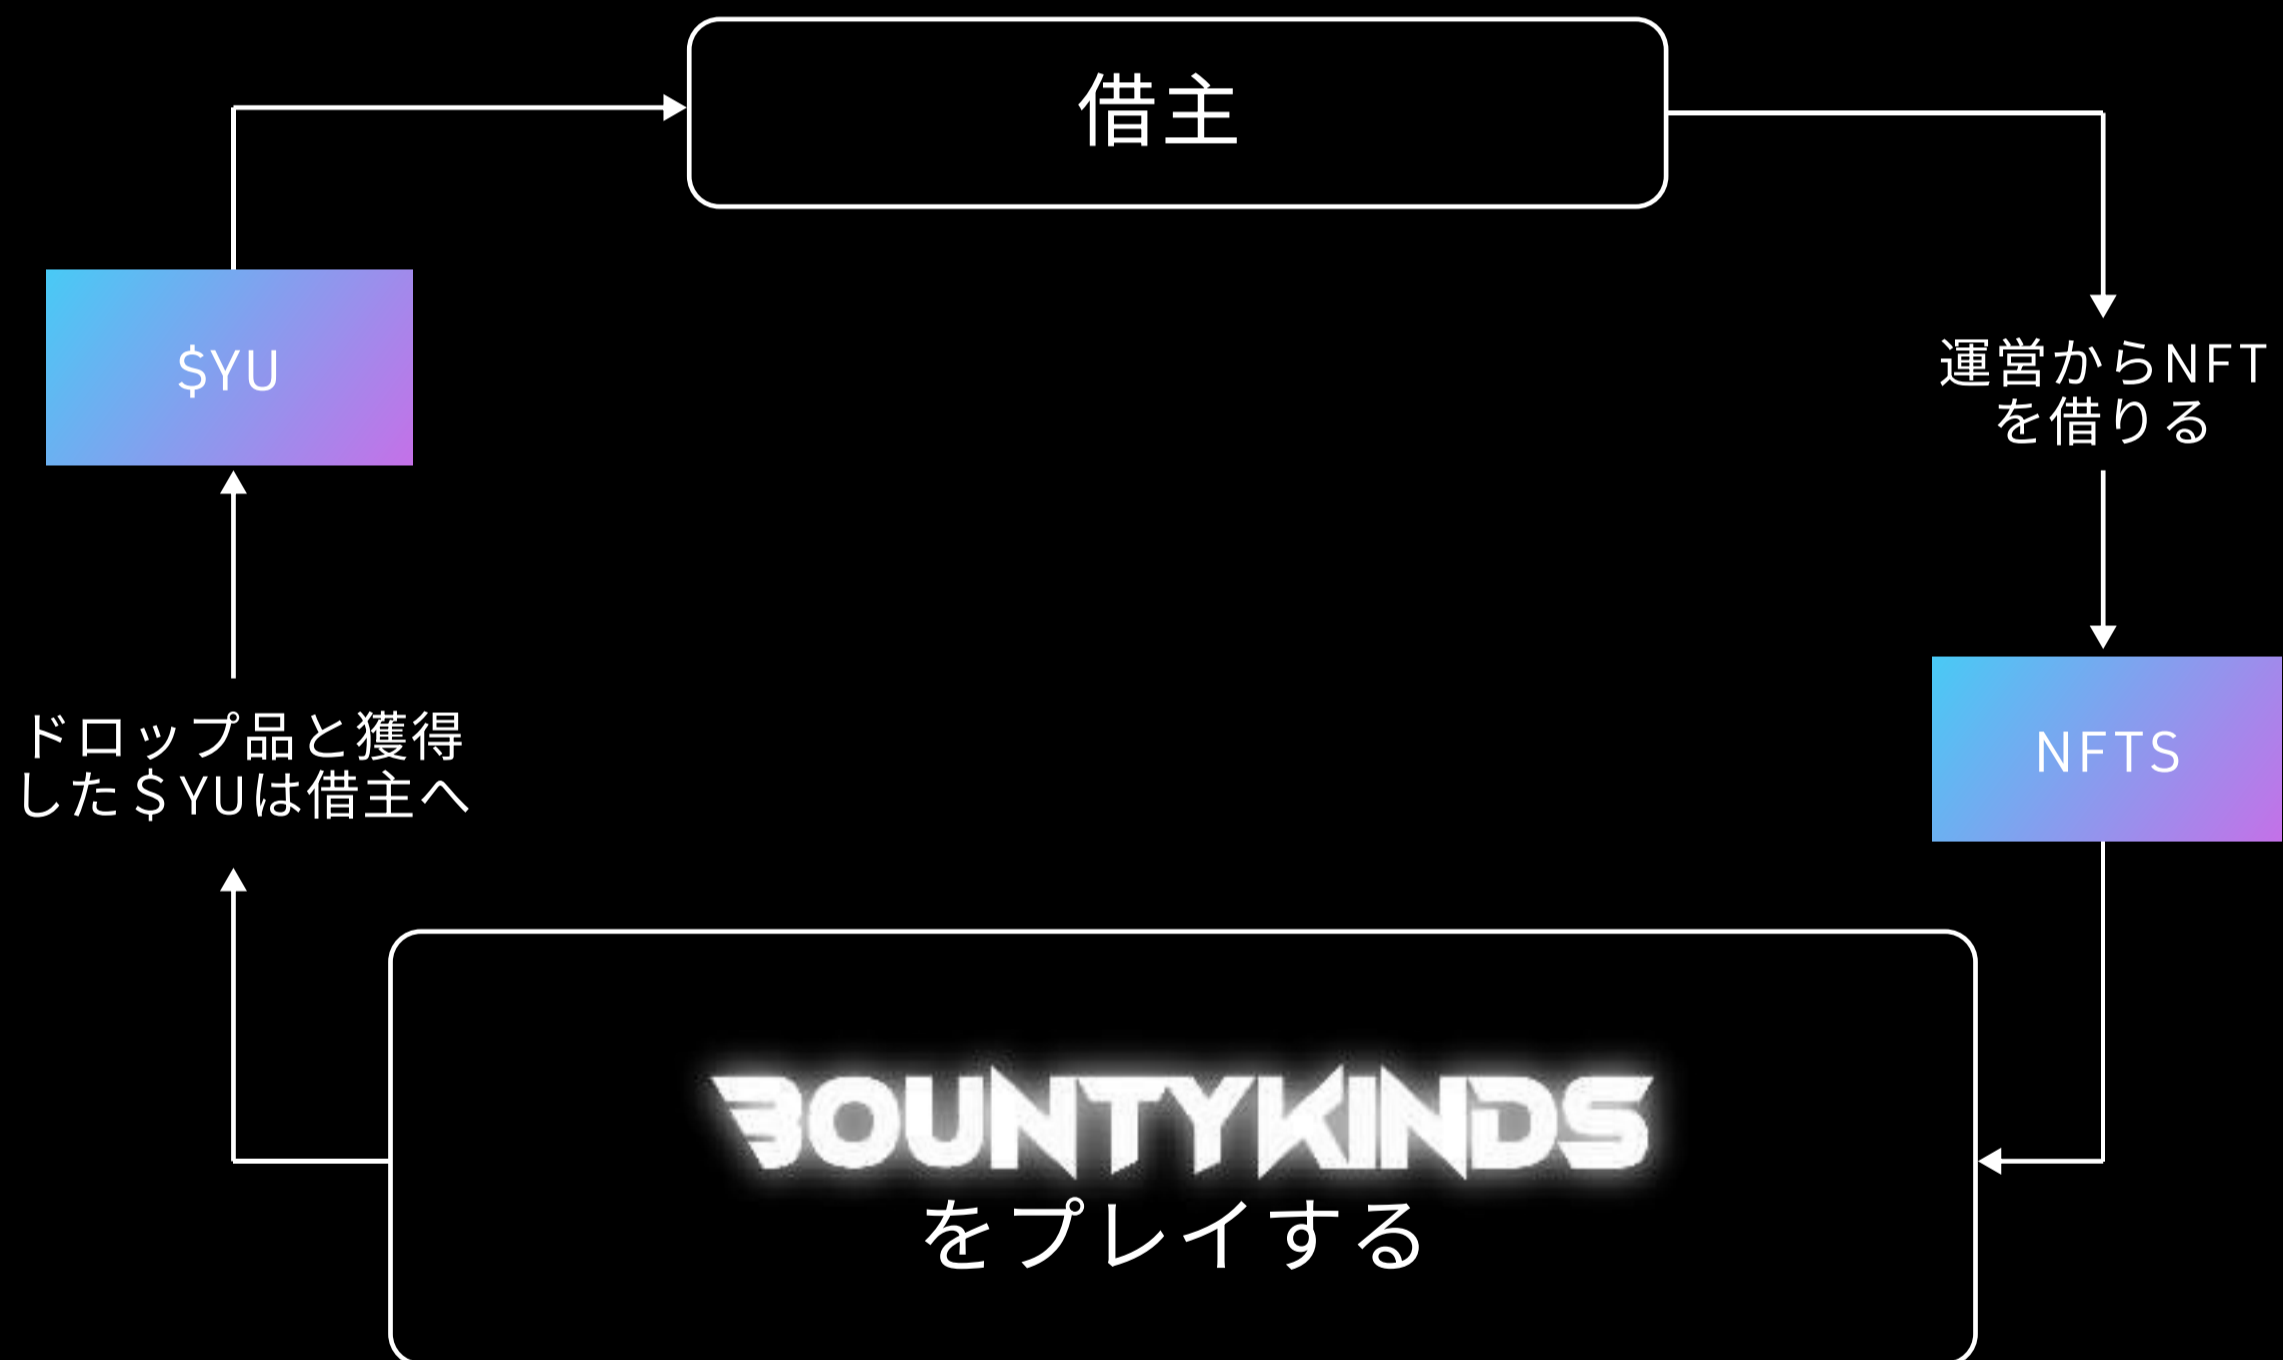 借主
$YU
運営からNFT
を借りる
ドロップ品と獲得
した＄YUは借主へ
NFTS
BOUNTYKINDS
をプレイする